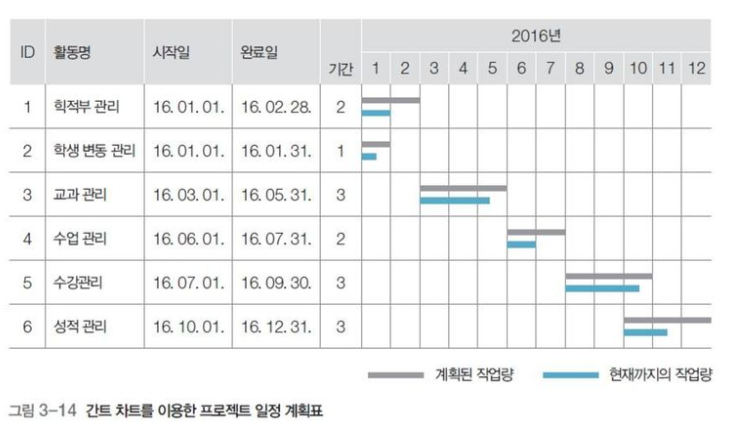 ID 활동명 시작일 완료일 기간 2016년
1 2 3 4 5 6 7 8 9 10 11 12
1 힉적부 관리 16. 01. 01. 16. 02. 28. 2
2 학생 변동 관리 16. 01. 01. 16. 01. 31. 1
3 교과 관리 16. 03. 01. 16. 05. 31. 3
4 수업 관리 16. 06. 01. 16. 07. 31. 2
5 수강관리 16. 07. 01. 16. 09. 30. 3
6 성적 관리 16. 10. 01. 16. 12. 31. 3
계획된 작업량 현재까지의 작업량
그림 3-14 간트 차트를 이용한 프로젝트 일정 계획표